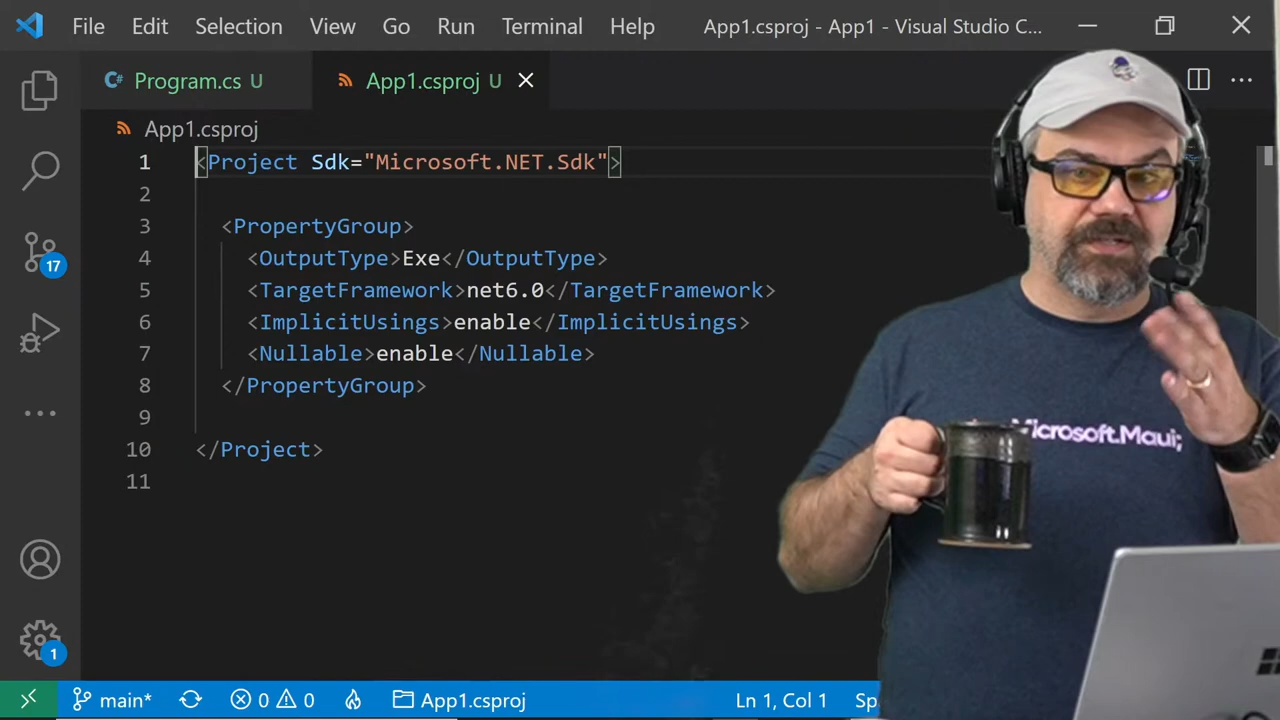 File Edit Selection View Go Run Terminal Help App1.csproj - App1 - Visual Studio C...
C# Program.cs U App1.csproj U
App1.csproj
1 <Project Sdk="Microsoft.NET.Sdk">
2
3 <PropertyGroup>
4 <OutputType>Exe</OutputType>
5 <TargetFramework>net6.0</TargetFramework>
6 <ImplicitUsings>enable</ImplicitUsings>
7 <Nullable>enable</Nullable>
8 </PropertyGroup>
9
10 </Project>
11
17
Microsoft.Maui;
1
main* 0 0 App1.csproj Ln 1, Col 1 Sp